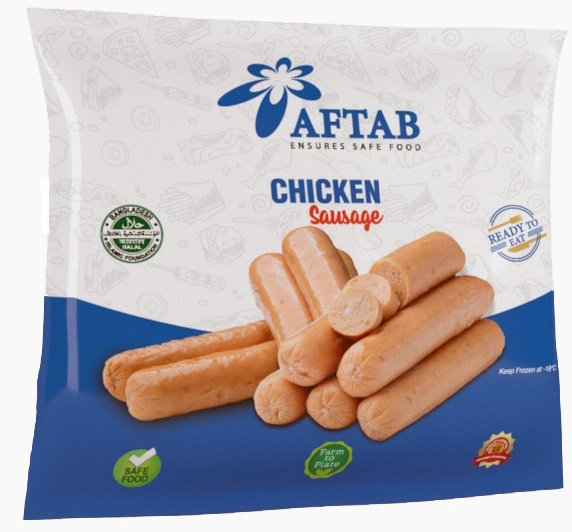 AFTAB
ENSURES SAFE FOOD
CHICKEN
Sausage
BANGLADESH
حلال
HALAL
ISLAMIC FOUNDATION
READY TO
EAT
Keep Frozen at -18°C
SAFE
FOOD
Farm
to
Plate